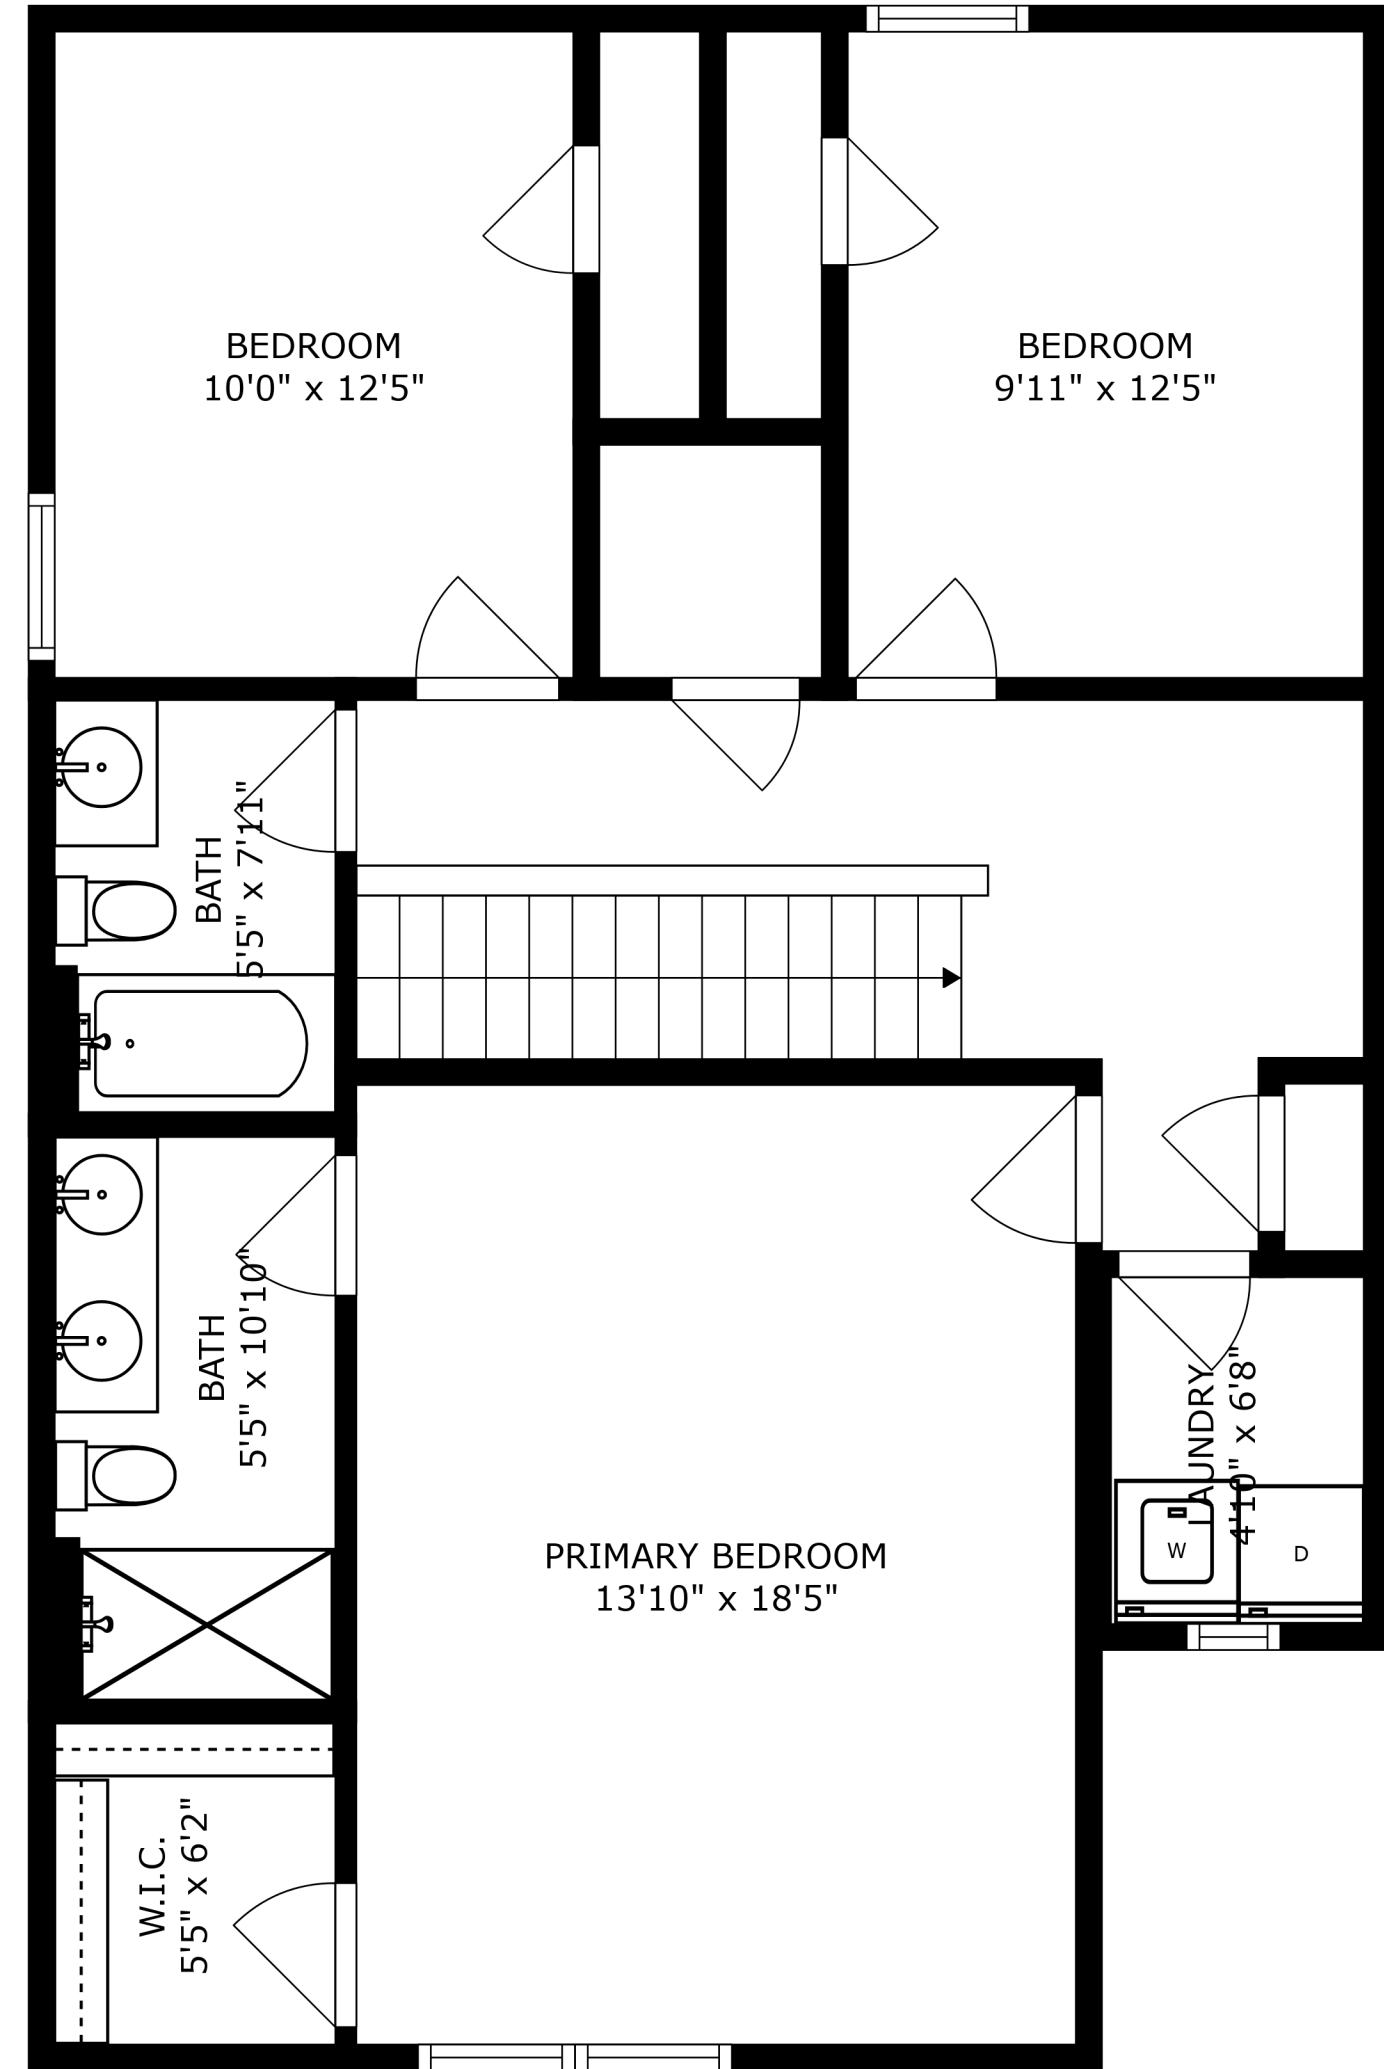 BEDROOM
10'0" x 12'5"
BEDROOM
9'11" x 12'5"
BATH
5'5" x 7'11"
BATH
5'5" x 10'10"
LAUNDRY
4'10" x 6'8"
W
D
PRIMARY BEDROOM
13'10" x 18'5"
W.I.C.
5'5" x 6'2"